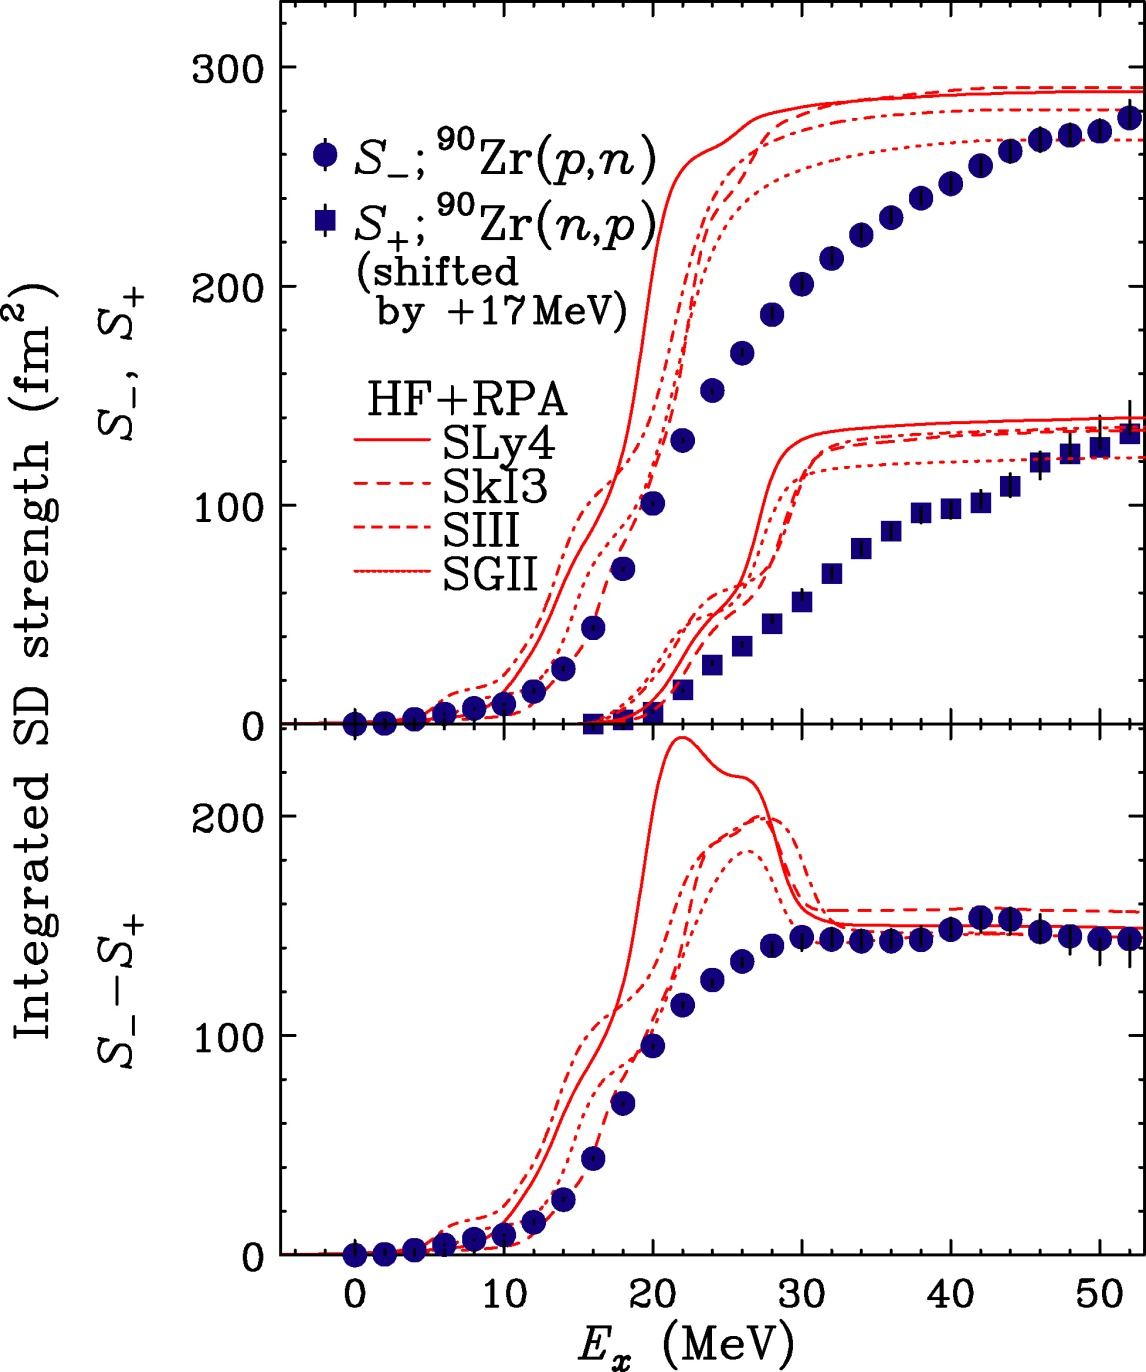 Integrated SD strength (fm²)
S₋, S₊
300
200
100
0
S₋; ⁹⁰Zr(p,n)
S₊; ⁹⁰Zr(n,p)
(shifted
by +17 MeV)
HF+RPA
SLy4
SkI3
SIII
SGII
S₋−S₊
200
100
0
0 10 20 30 40 50
Eₓ (MeV)